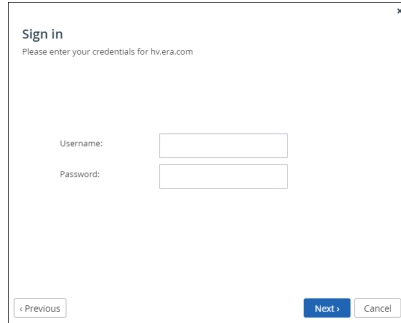 ×
Sign in
Please enter your credentials for hv.era.com
Username:
Password:
‹ Previous
Next ›
Cancel